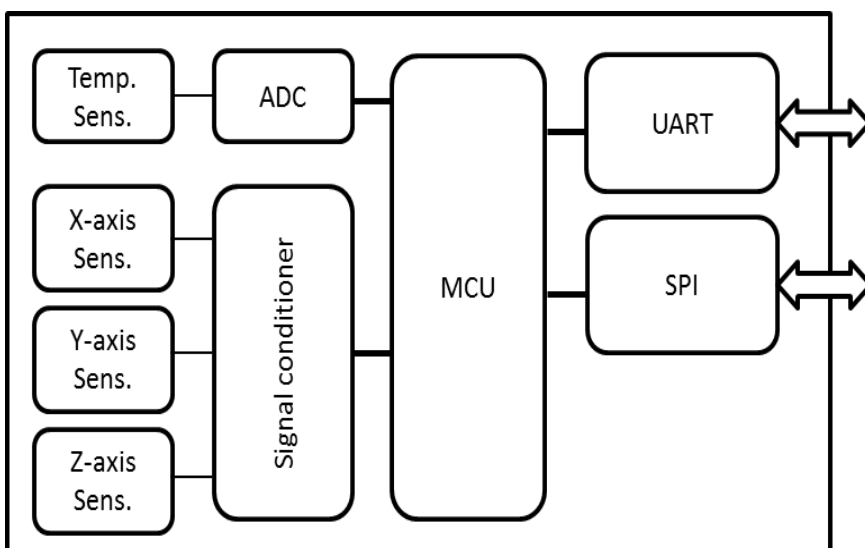 Temp.
Sens.
ADC
X-axis
Sens.
Y-axis
Sens.
Z-axis
Sens.
Signal conditioner
MCU
UART
SPI